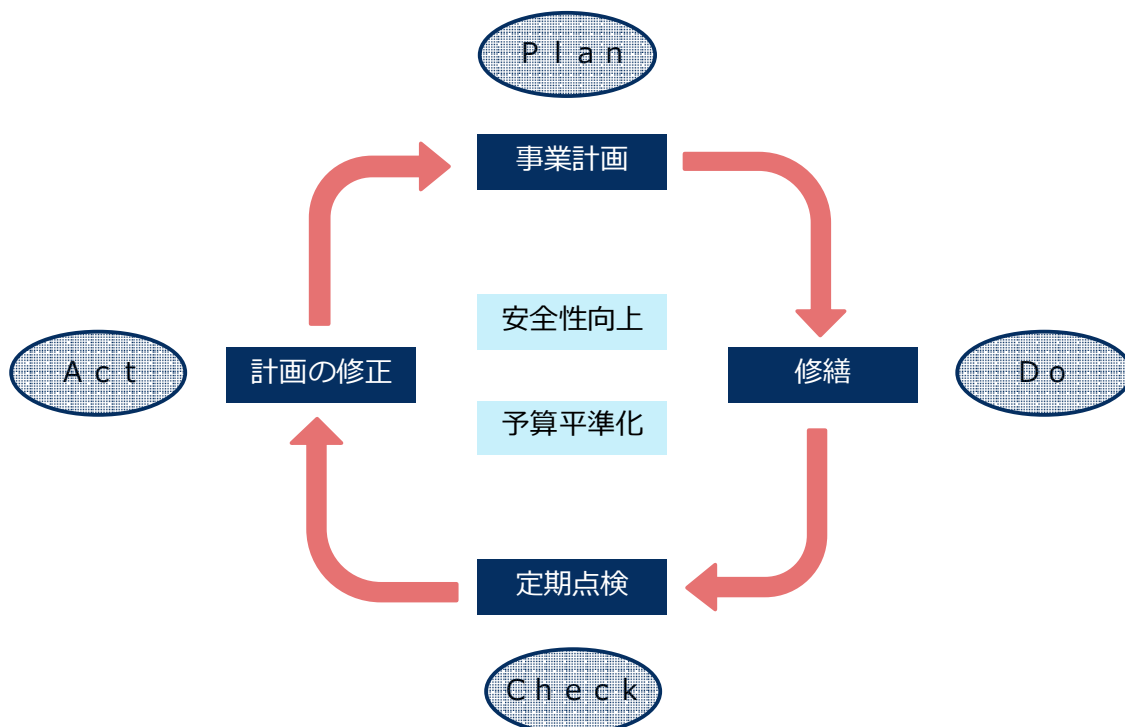 Ｐｌａｎ
事業計画
安全性向上
Ａｃｔ
計画の修正
修繕
Ｄｏ
予算平準化
定期点検
Ｃｈｅｃｋ